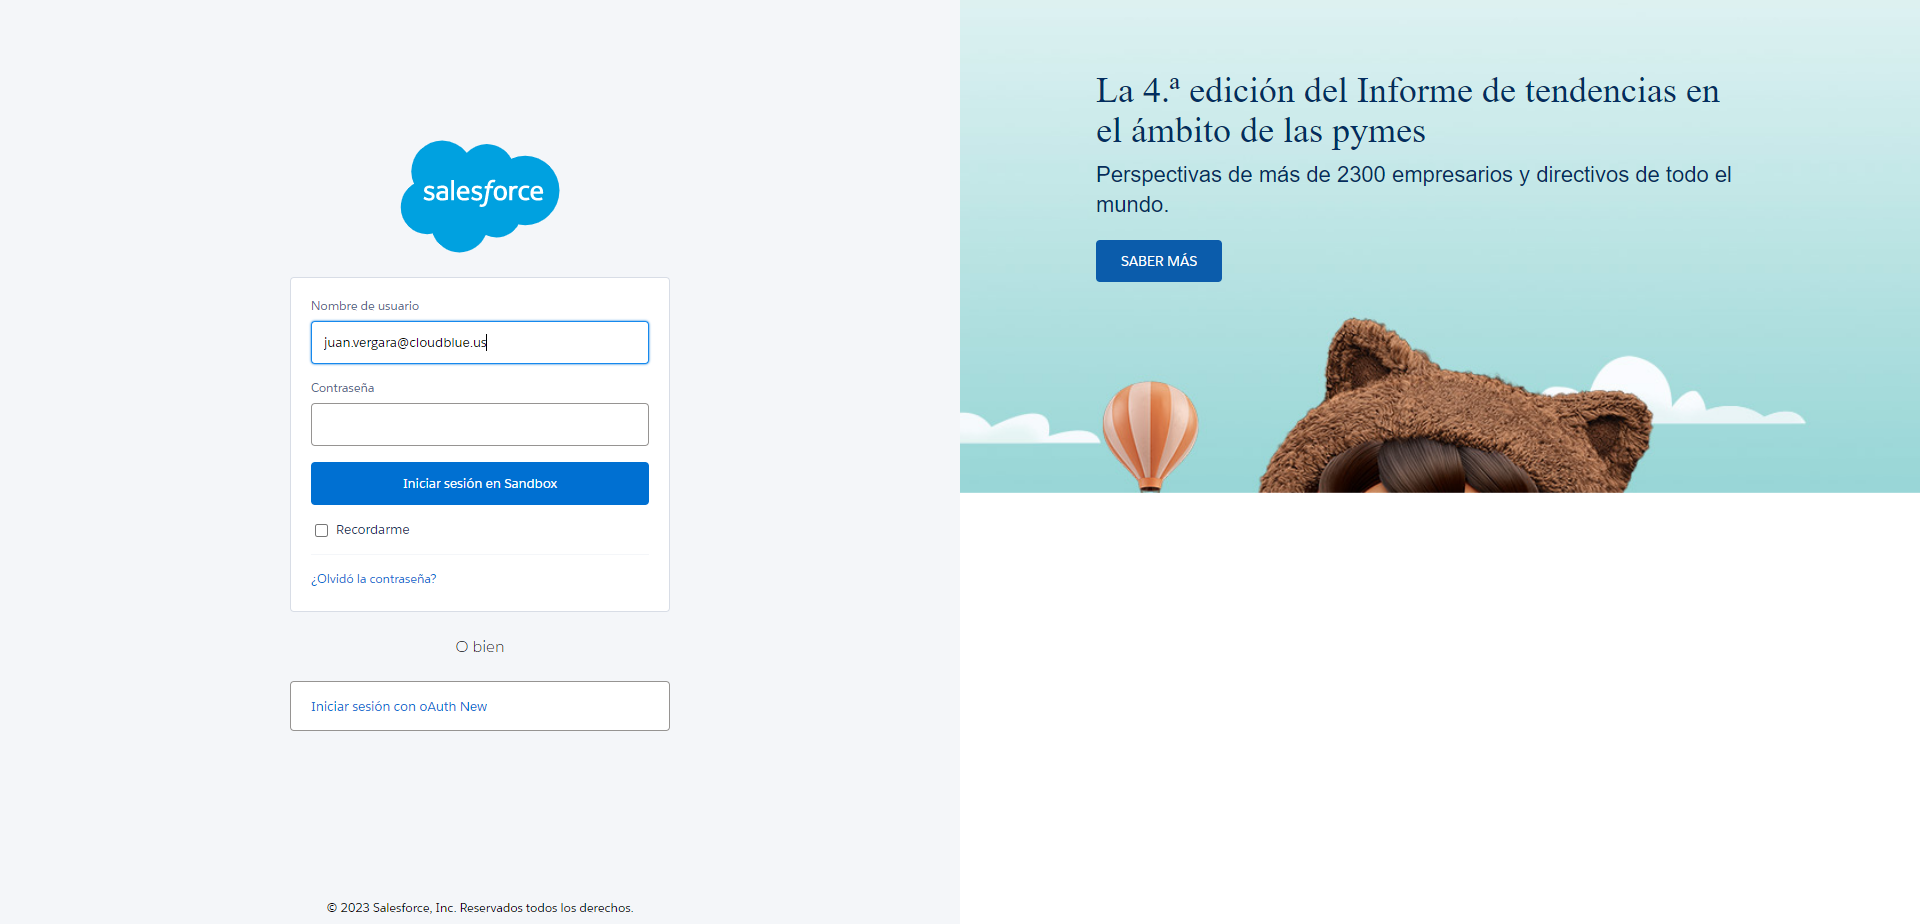 salesforce
Nombre de usuario
juan.vergara@cloudblue.us
Contraseña
Iniciar sesión en Sandbox
Recordarme
¿Olvidó la contraseña?
O bien
Iniciar sesión con oAuth New
© 2023 Salesforce, Inc. Reservados todos los derechos.
La 4.ª edición del Informe de tendencias en
el ámbito de las pymes
Perspectivas de más de 2300 empresarios y directivos de todo el
mundo.
SABER MÁS